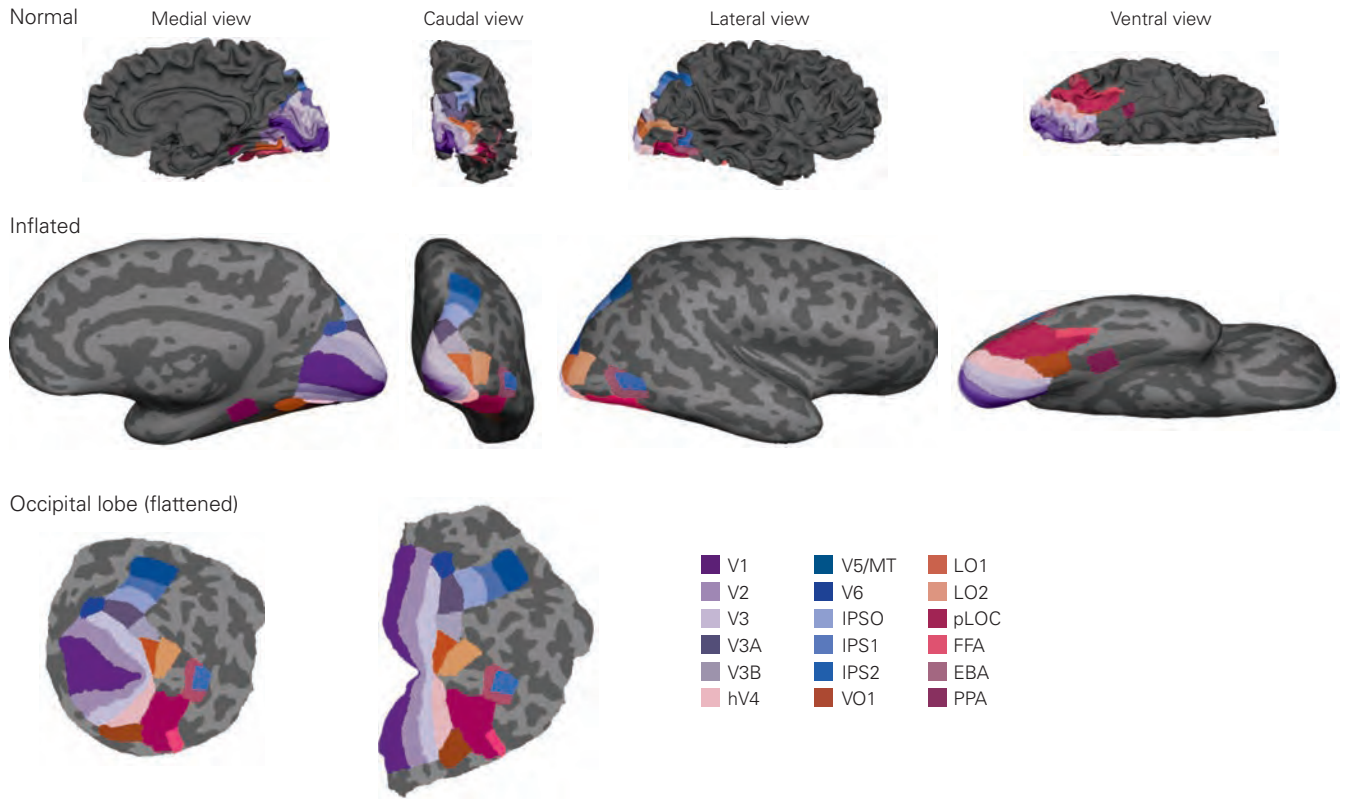 Normal
Medial view
Caudal view
Lateral view
Ventral view
Inflated
Occipital lobe (flattened)
V1
V5/MT
LO1
V2
V6
LO2
V3
IPSO
pLOC
V3A
IPS1
FFA
V3B
IPS2
EBA
hV4
VO1
PPA